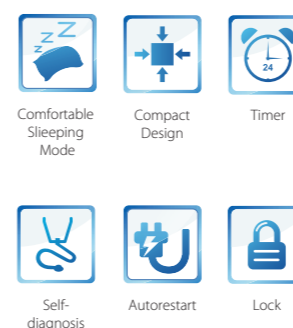 z z Z Z
24
Comfortable
Slieeping
Mode
Compact
Design
Timer
Self-
diagnosis
Autorestart
Lock